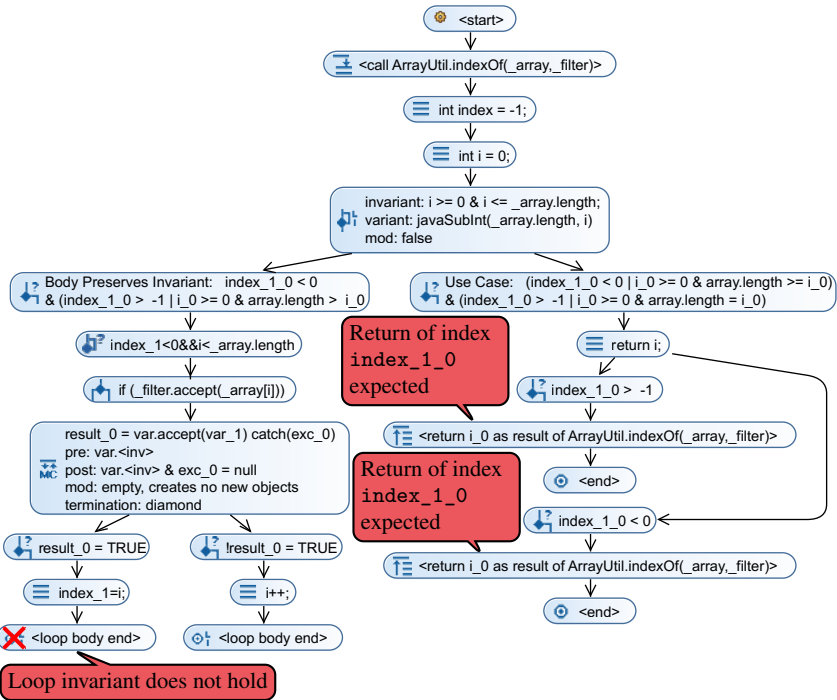 <start>
<call ArrayUtil.indexOf(_array,_filter)>
int index = -1;
int i = 0;
invariant: i >= 0 & i <= _array.length;
variant: javaSubInt(_array.length, i)
mod: false
Body Preserves Invariant: index_1_0 < 0
& (index_1_0 > -1 | i_0 >= 0 & array.length > i_0
Use Case: (index_1_0 < 0 | i_0 >= 0 & array.length >= i_0)
& (index_1_0 > -1 | i_0 >= 0 & array.length = i_0)
index_1<0&&i<_array.length
return i;
Return of index
index_1_0
expected
if (_filter.accept(_array[i]))
index_1_0 > -1
result_0 = var.accept(var_1) catch(exc_0)
pre: var.<inv>
post: var.<inv> & exc_0 = null
mod: empty, creates no new objects
termination: diamond
MC
<return i_0 as result of ArrayUtil.indexOf(_array,_filter)>
<end>
Return of index
index_1_0
expected
index_1_0 < 0
result_0 = TRUE
!result_0 = TRUE
<return i_0 as result of ArrayUtil.indexOf(_array,_filter)>
index_1=i;
i++;
<end>
<loop body end>
<loop body end>
Loop invariant does not hold